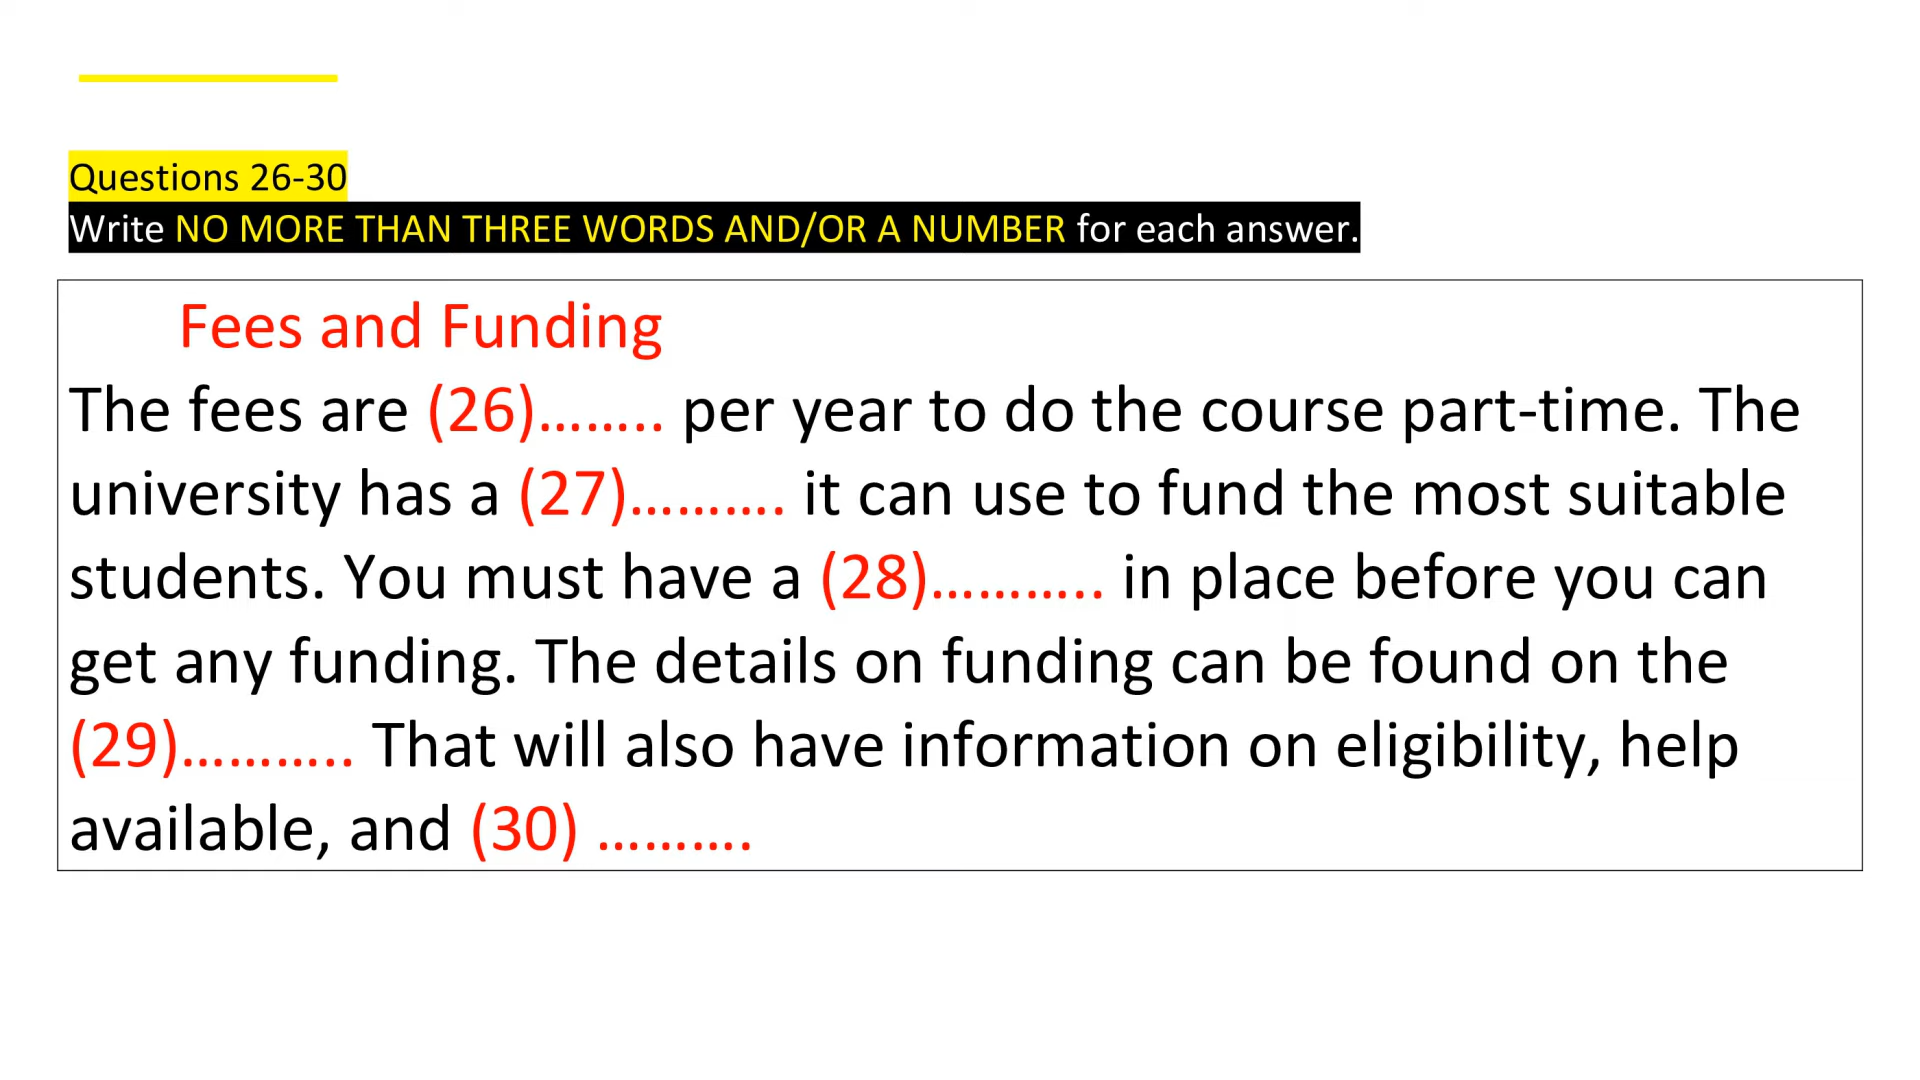 Questions 26-30
Write NO MORE THAN THREE WORDS AND/OR A NUMBER for each answer.
Fees and Funding
The fees are (26)…….. per year to do the course part-time. The
university has a (27)………. it can use to fund the most suitable
students. You must have a (28)……….. in place before you can
get any funding. The details on funding can be found on the
(29)……….. That will also have information on eligibility, help
available, and (30) ……….